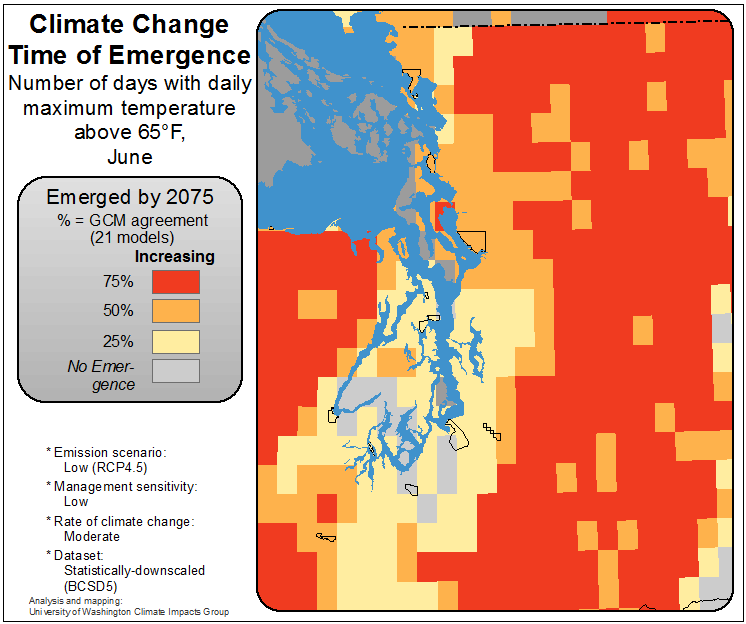 Climate Change
Time of Emergence
Number of days with daily
maximum temperature
above 65°F,
June
Emerged by 2075
% = GCM agreement
(21 models)
Increasing
75%
50%
25%
No Emer-
gence
* Emission scenario:
Low (RCP4.5)
* Management sensitivity:
Low
* Rate of climate change:
Moderate
* Dataset:
Statistically-downscaled
(BCSD5)
Analysis and mapping:
University of Washington Climate Impacts Group